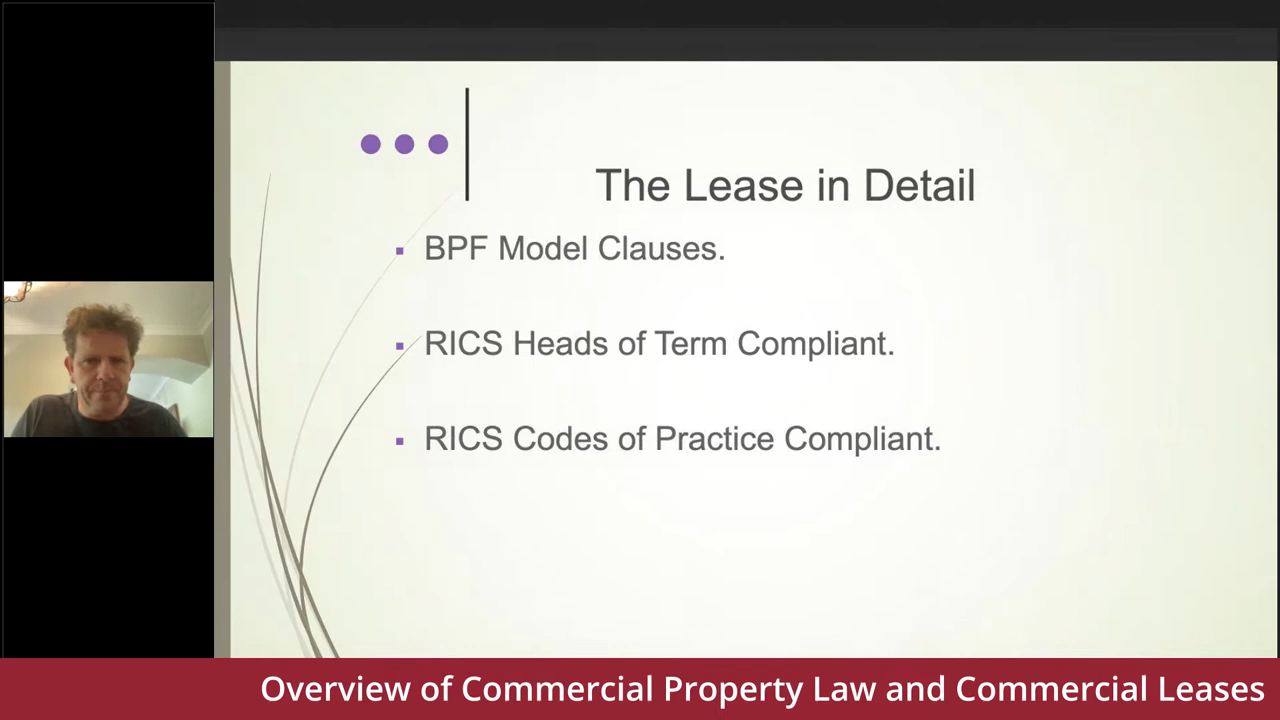 The Lease in Detail
BPF Model Clauses.
RICS Heads of Term Compliant.
RICS Codes of Practice Compliant.
Overview of Commercial Property Law and Commercial Leases